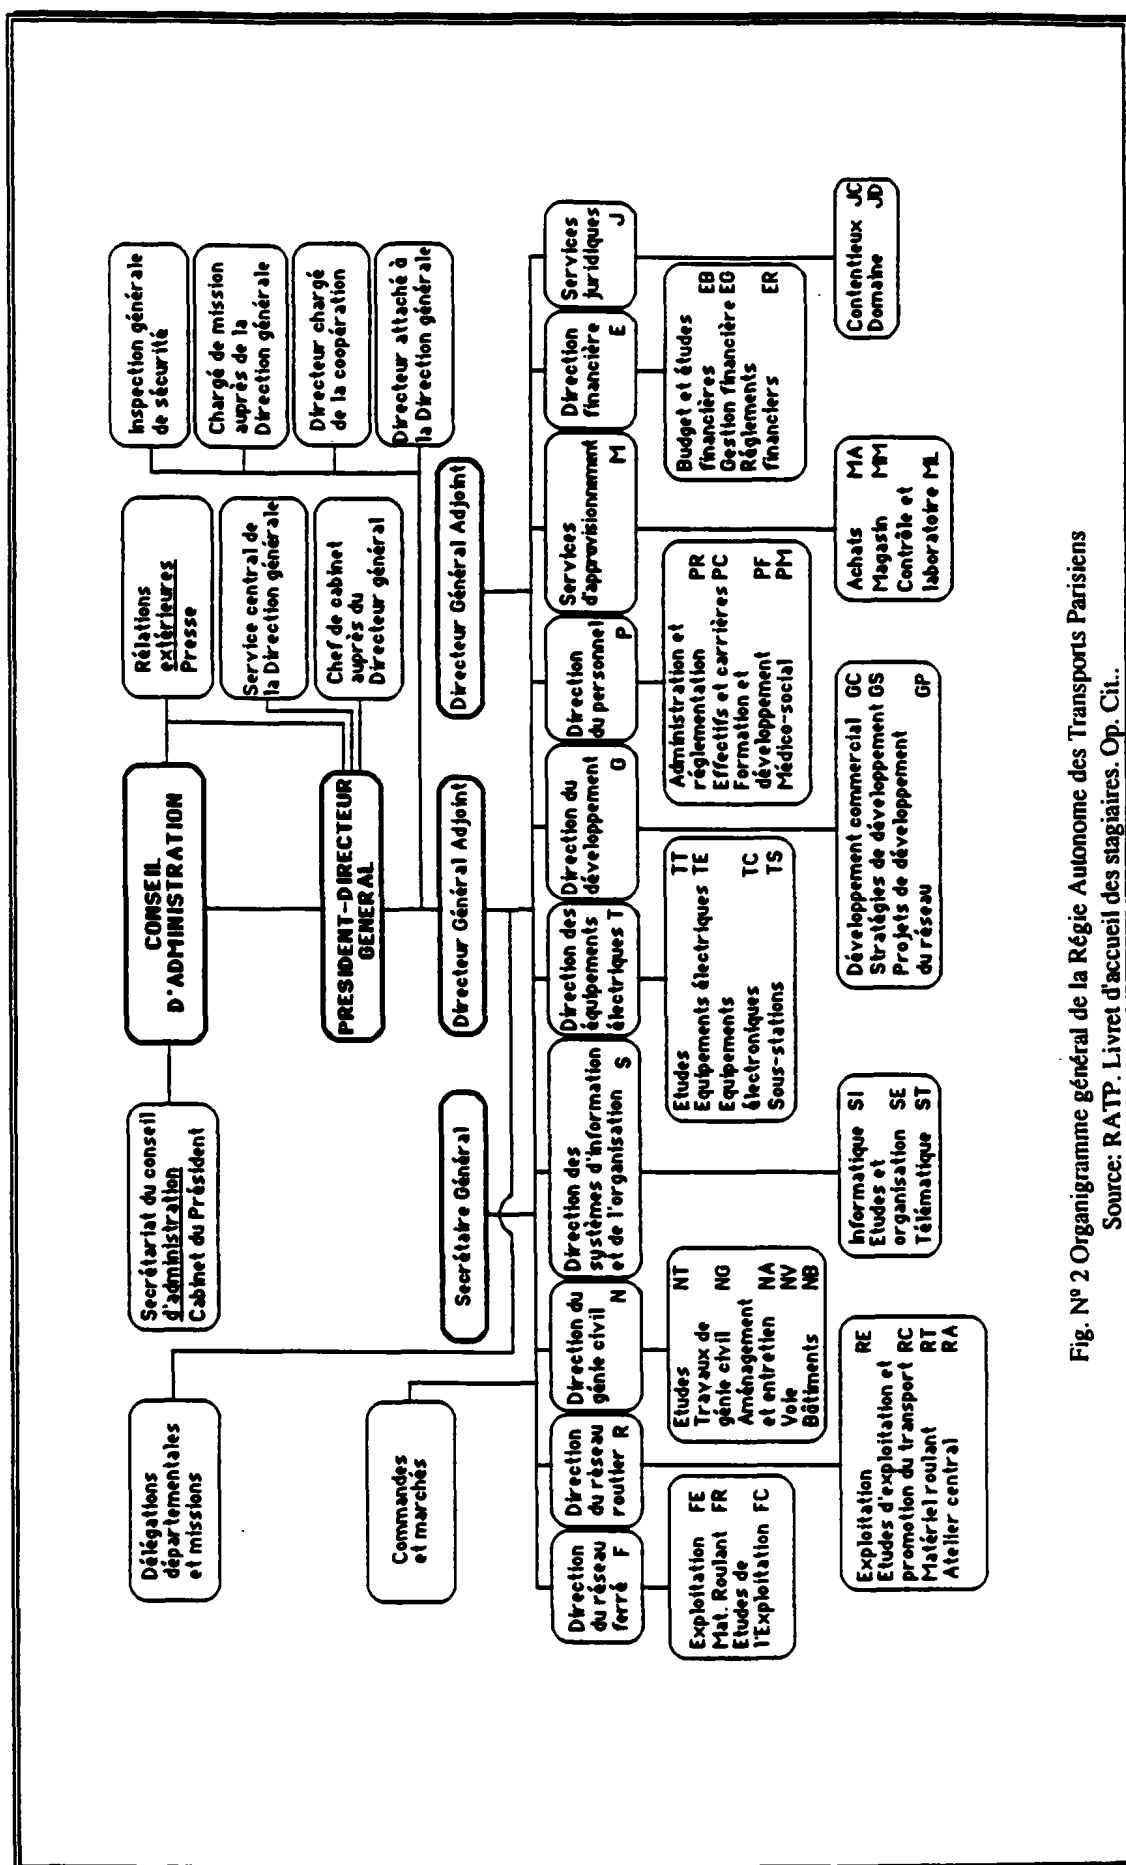 Délégations
départementales
et missions
Secrétariat du conseil
d'administration
Cabinet du Président
CONSEIL
D'ADMINISTRATION
Rélations
extérieures
Presse
Service central de
la Direction générale
Chef de cabinet
auprès du
Directeur général
Inspection générale
de sécurité
Chargé de mission
auprès de la
Direction générale
Directeur chargé
de la coopération
Directeur attaché à
la Direction générale
PRESIDENT-DIRECTEUR
GENERAL
Commandes
et marchés
Secrétaire Général
Directeur Général Adjoint
Directeur Général Adjoint
Direction
du réseau
ferré F
Direction
du réseau
routier R
Direction du
génie civil N
Direction des
systèmes d'information
et de l'organisation S
Direction des
équipements
électriques T
Direction du
développement
G
Direction
du personnel
P
Services
d'approvisionnement
M
Direction
financière
E
Services
juridiques
J
Exploitation FE
Mat. Roulant FR
Etudes de
l'Exploitation FC
Etudes NT
Travaux de
génie civil NG
Aménagement
et entretien NA
Voie NV
Bâtiments NB
Etudes TT
Equipements électriques TE
Equipements
électroniques TC
Sous-stations TS
Administration et
réglementation PR
Effectifs et carrières PC
Formation et
développement PF
Médico-social PM
Budget et études
financières EB
Gestion financière EG
Réglements
financiers ER
Exploitation RE
Etudes d'exploitation et
promotion du transport RC
Matériel roulant RT
Atelier central RA
Informatique SI
Etudes et
organisation SE
Télématique ST
Développement commercial GC
Stratégies de développement GS
Projets de développement
du réseau GP
Achats MA
Magasin MM
Contrôle et
laboratoire ML
Contentieux JC
Domaine JD
Fig. Nº 2 Organigramme général de la Régie Autonome des Transports Parisiens
Source: RATP. Livret d'accueil des stagiaires. Op. Cit..